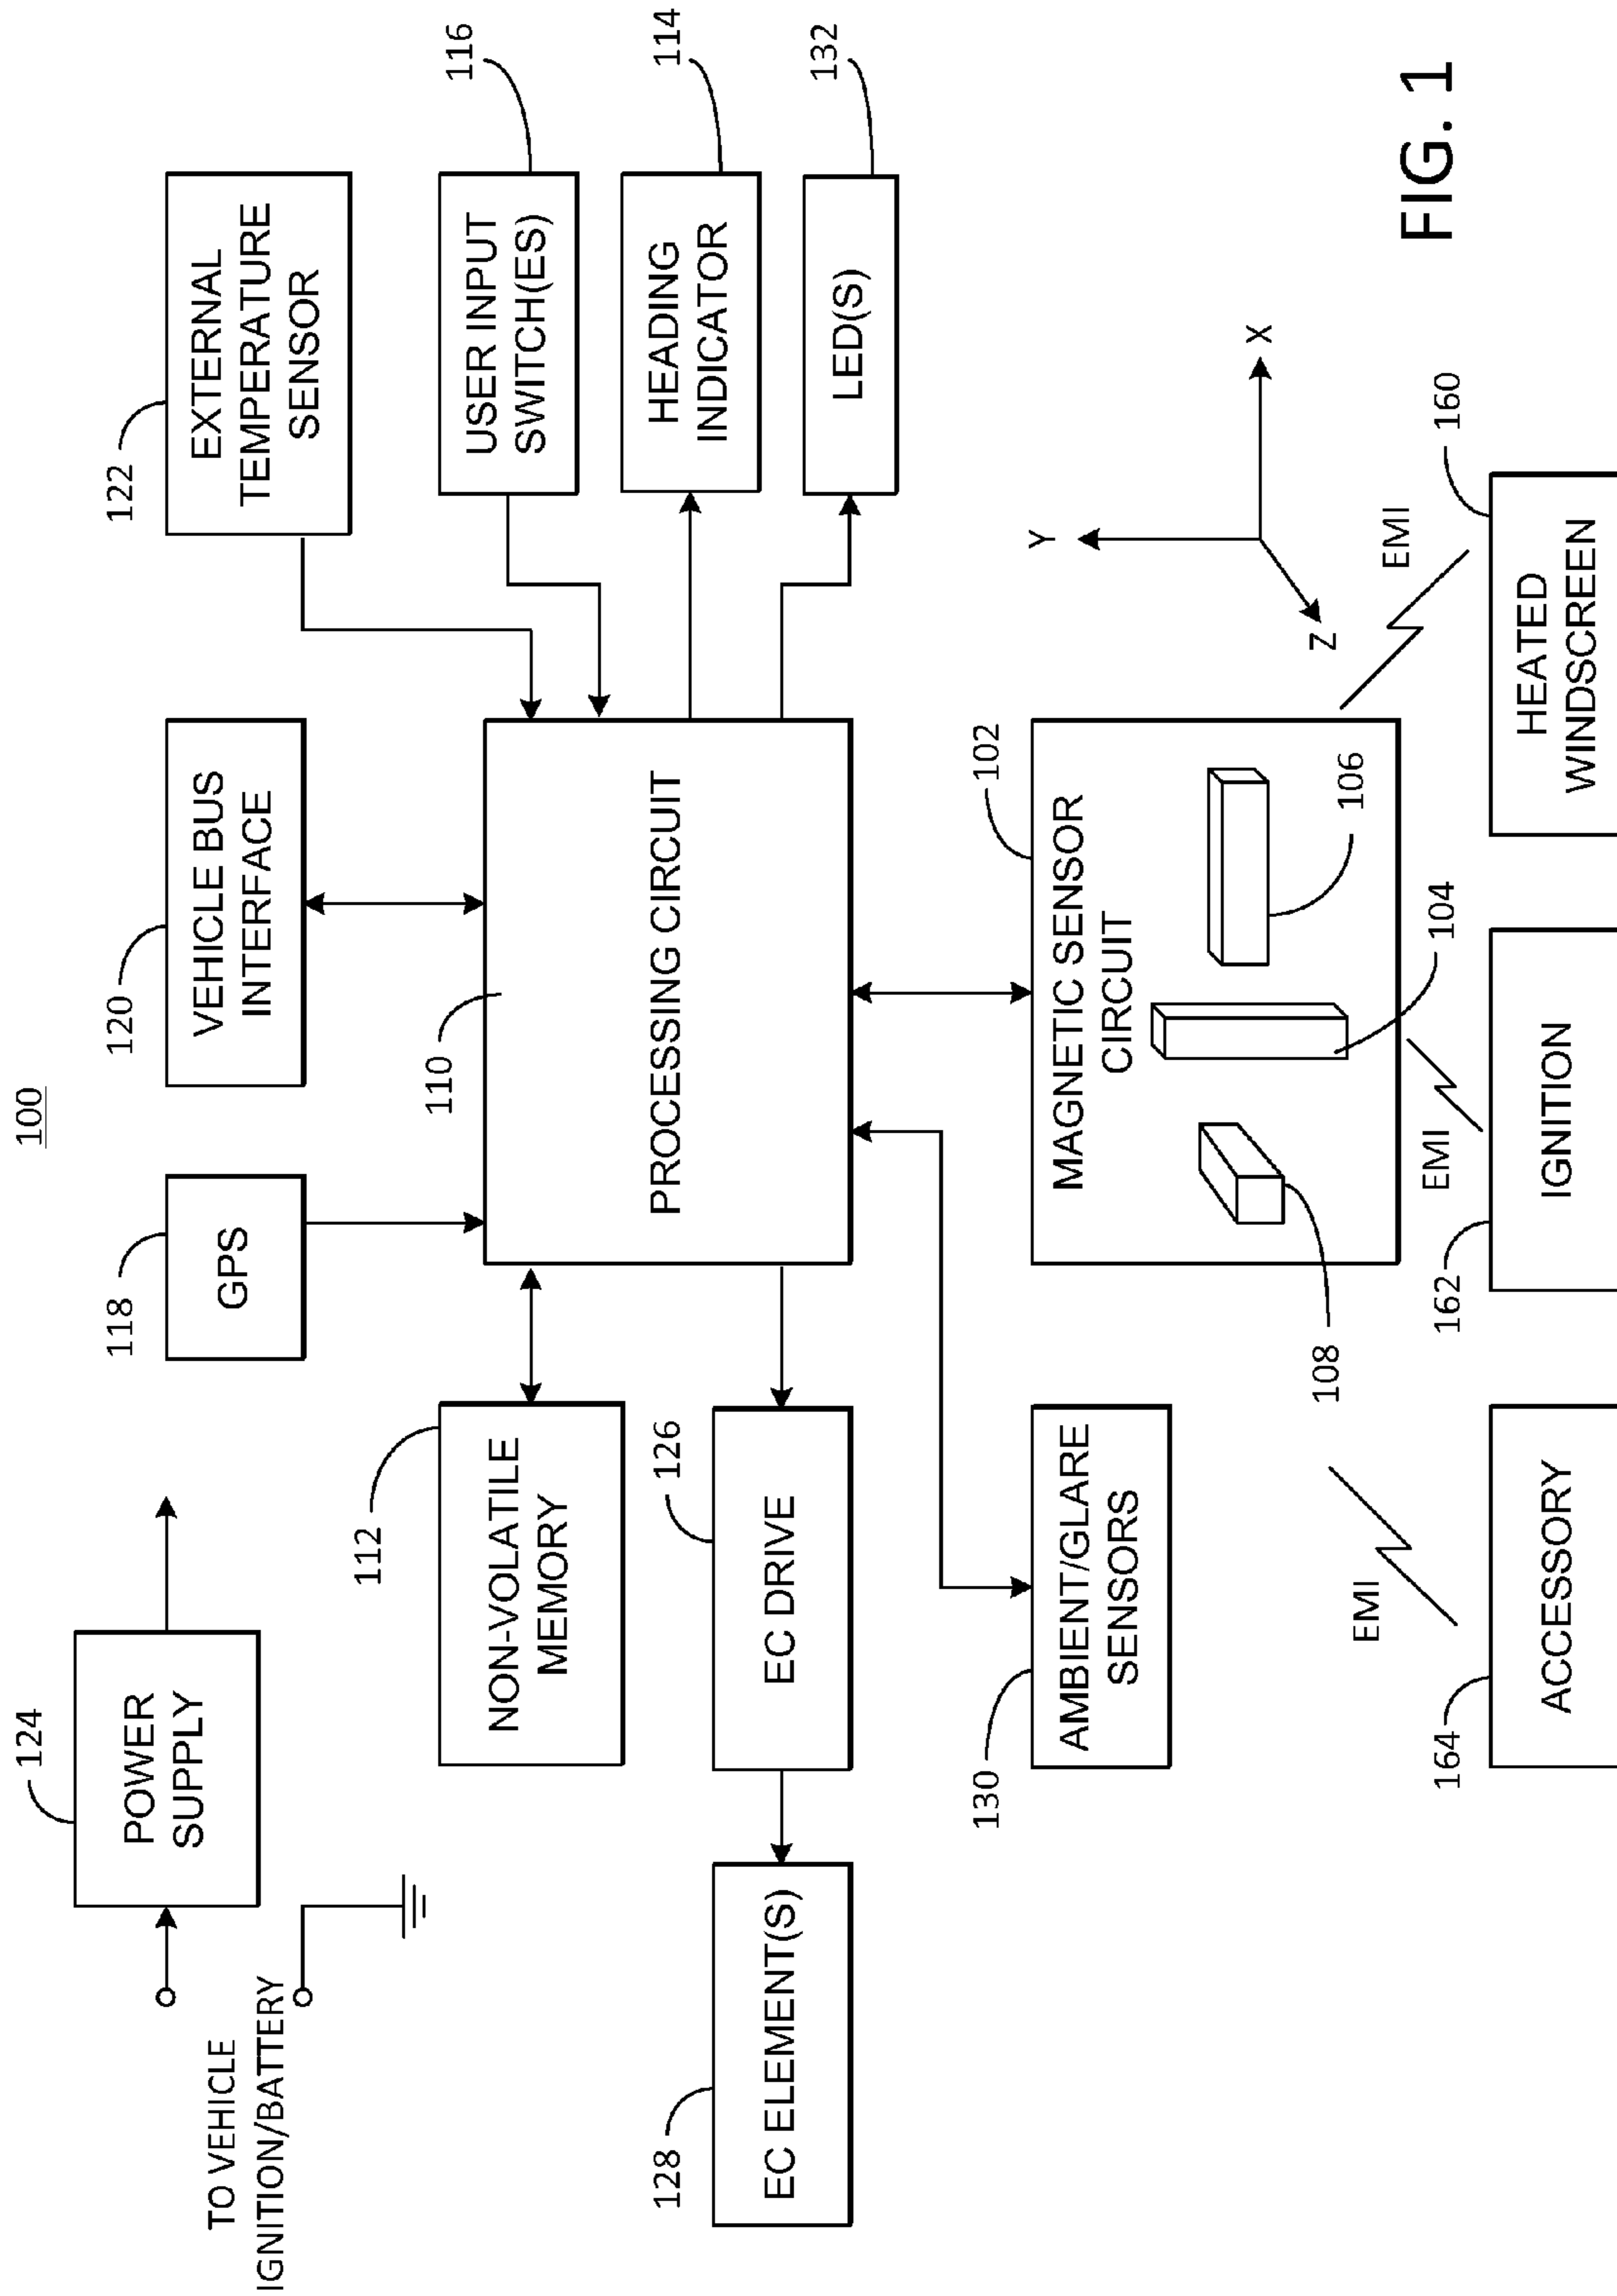 100
TO VEHICLE
IGNITION/BATTERY
124
POWER
SUPPLY
118
GPS
120
VEHICLE BUS
INTERFACE
122
EXTERNAL
TEMPERATURE
SENSOR
112
NON-VOLATILE
MEMORY
110
PROCESSING CIRCUIT
116
USER INPUT
SWITCH(ES)
114
HEADING
INDICATOR
132
LED(S)
128
EC ELEMENT(S)
126
EC DRIVE
130
AMBIENT/GLARE
SENSORS
102
MAGNETIC SENSOR
CIRCUIT
108
104
106
Y
X
Z
EMI
EMI
EMI
164
ACCESSORY
162
IGNITION
160
HEATED
WINDSCREEN
FIG. 1